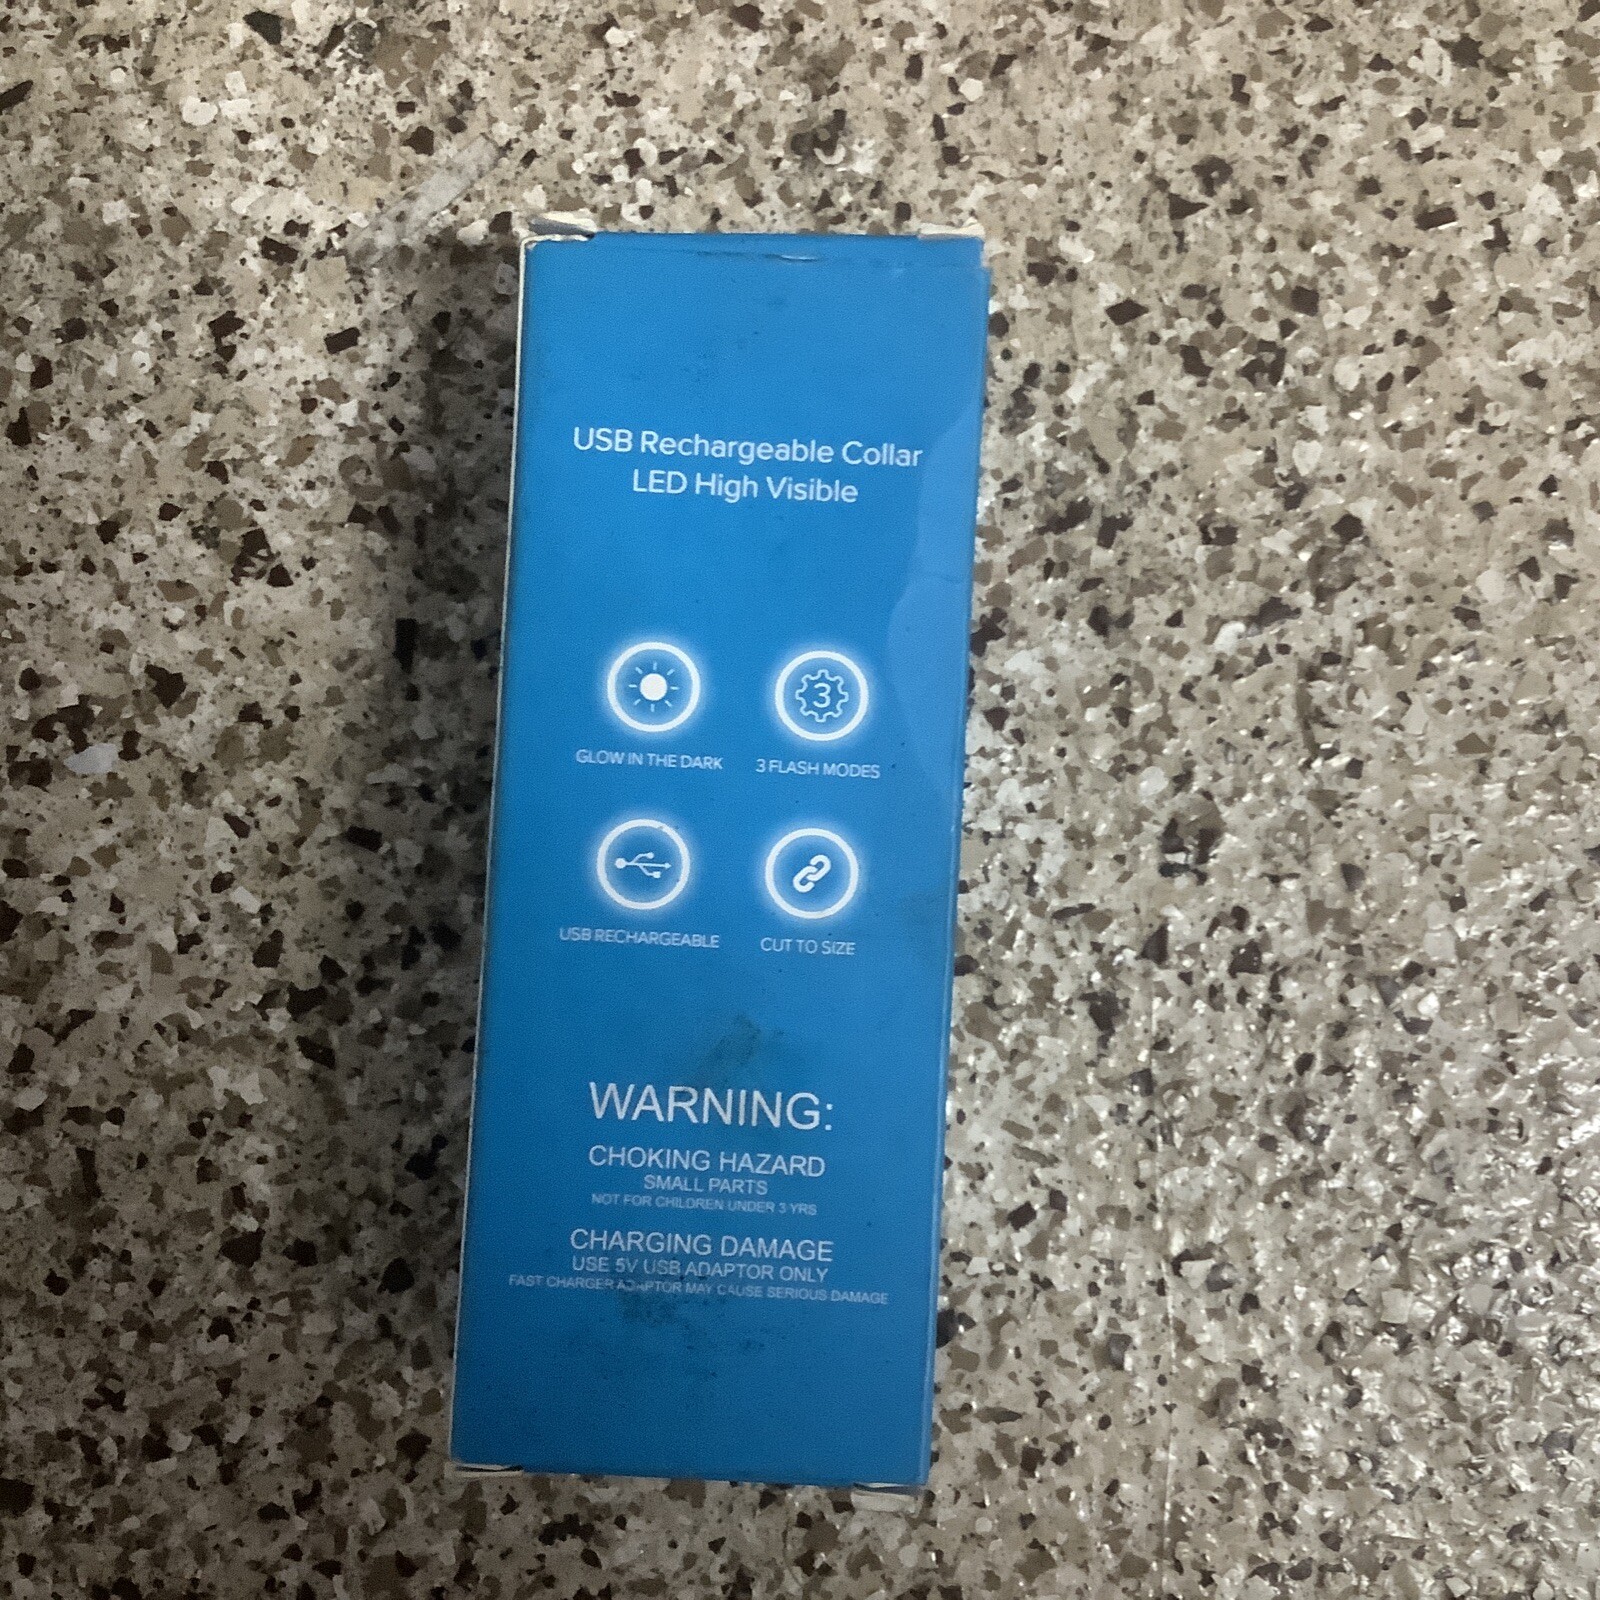 USB Rechargeable Collar
LED High Visible
3
GLOW IN THE DARK
3 FLASH MODES
USB RECHARGEABLE
CUT TO SIZE
WARNING:
CHOKING HAZARD
SMALL PARTS
NOT FOR CHILDREN UNDER 3 YRS
CHARGING DAMAGE
USE 5V USB ADAPTOR ONLY
FAST CHARGER ADAPTOR MAY CAUSE SERIOUS DAMAGE